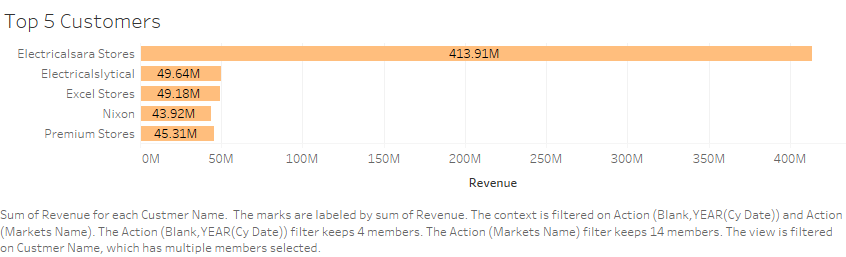 Top 5 Customers
Electricalsara Stores 413.91M
Electricalslytical 49.64M
Excel Stores 49.18M
Nixon 43.92M
Premium Stores 45.31M
0M 50M 100M 150M 200M 250M 300M 350M 400M
Revenue
Sum of Revenue for each Custmer Name. The marks are labeled by sum of Revenue. The context is filtered on Action (Blank,YEAR(Cy Date)) and Action
(Markets Name). The Action (Blank,YEAR(Cy Date)) filter keeps 4 members. The Action (Markets Name) filter keeps 14 members. The view is filtered
on Custmer Name, which has multiple members selected.